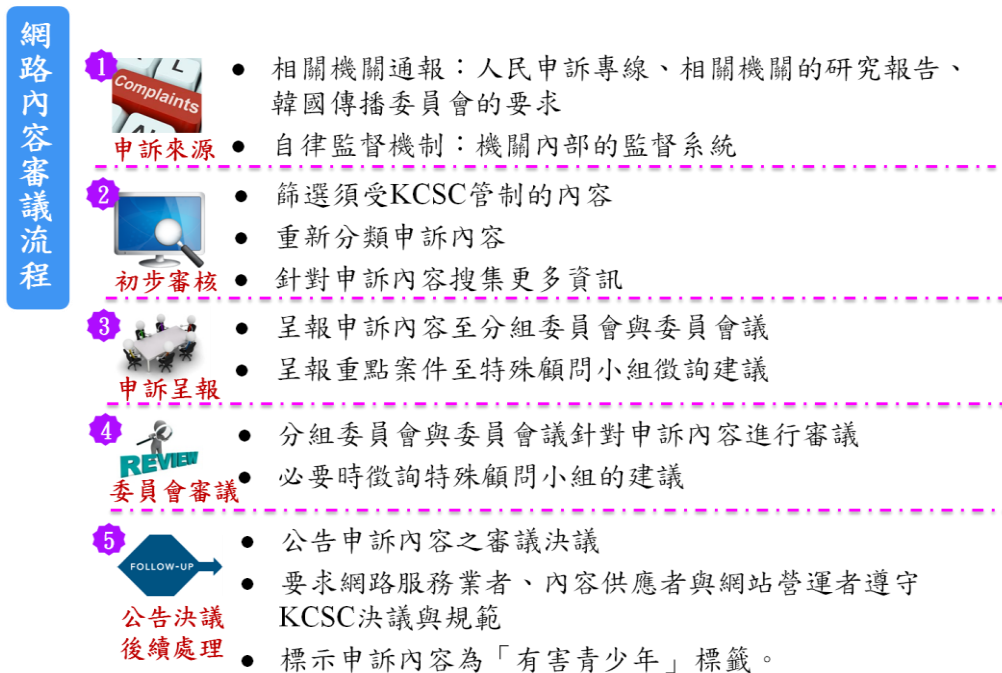 網路內容審議流程
1
Complaints
L
申訴來源
● 相關機關通報：人民申訴專線、相關機關的研究報告、
韓國傳播委員會的要求
● 自律監督機制：機關內部的監督系統
2
初步審核
● 篩選須受KCSC管制的內容
● 重新分類申訴內容
● 針對申訴內容搜集更多資訊
3
申訴呈報
● 呈報申訴內容至分組委員會與委員會議
● 呈報重點案件至特殊顧問小組徵詢建議
4
REVIEW
委員會審議
● 分組委員會與委員會議針對申訴內容進行審議
● 必要時徵詢特殊顧問小組的建議
5
FOLLOW-UP
公告決議
後續處理
● 公告申訴內容之審議決議
● 要求網路服務業者、內容供應者與網站營運者遵守
KCSC決議與規範
● 標示申訴內容為「有害青少年」標籤。